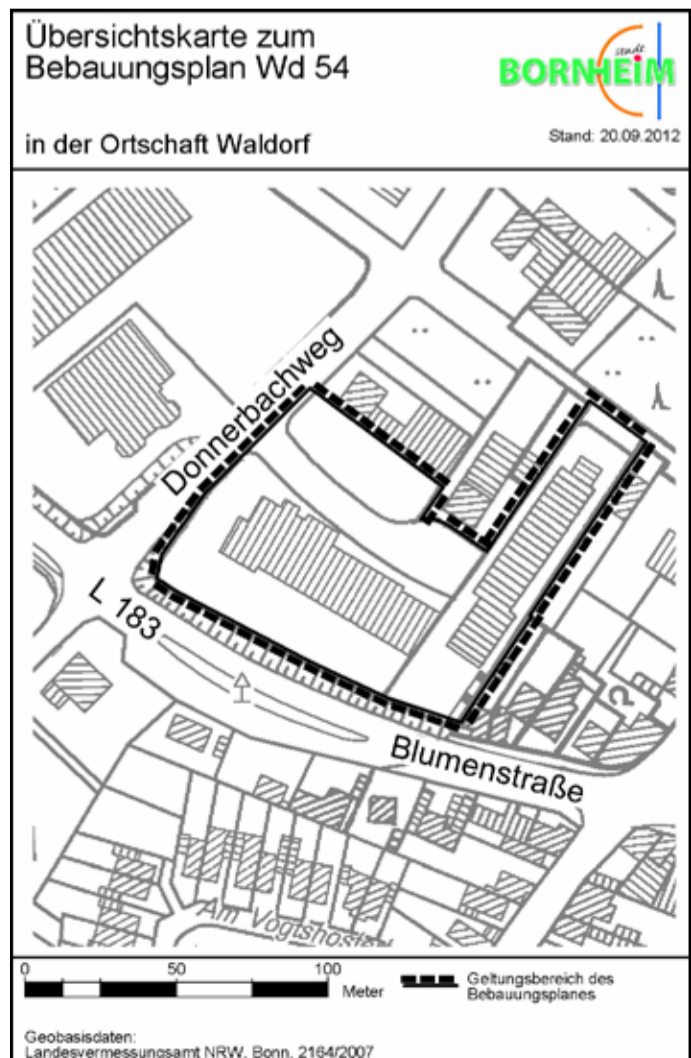 Übersichtskarte zum
Bebauungsplan Wd 54
in der Ortschaft Waldorf
stadt
BORNHEIM
Stand: 20.09.2012
Donnerbachweg
L 183
Blumenstraße
0 50 100
Meter
Geltungsbereich des
Bebauungsplanes
Geobasisdaten:
Landesvermessungsamt NRW, Bonn, 2164/2007